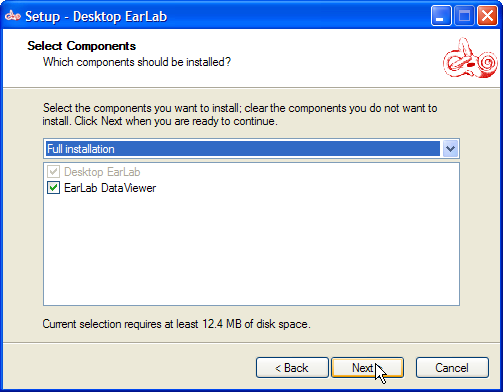 Setup - Desktop EarLab
Select Components
Which components should be installed?
Select the components you want to install; clear the components you do not want to
install. Click Next when you are ready to continue.
Full installation
Desktop EarLab
EarLab DataViewer
Current selection requires at least 12.4 MB of disk space.
< Back
Next >
Cancel